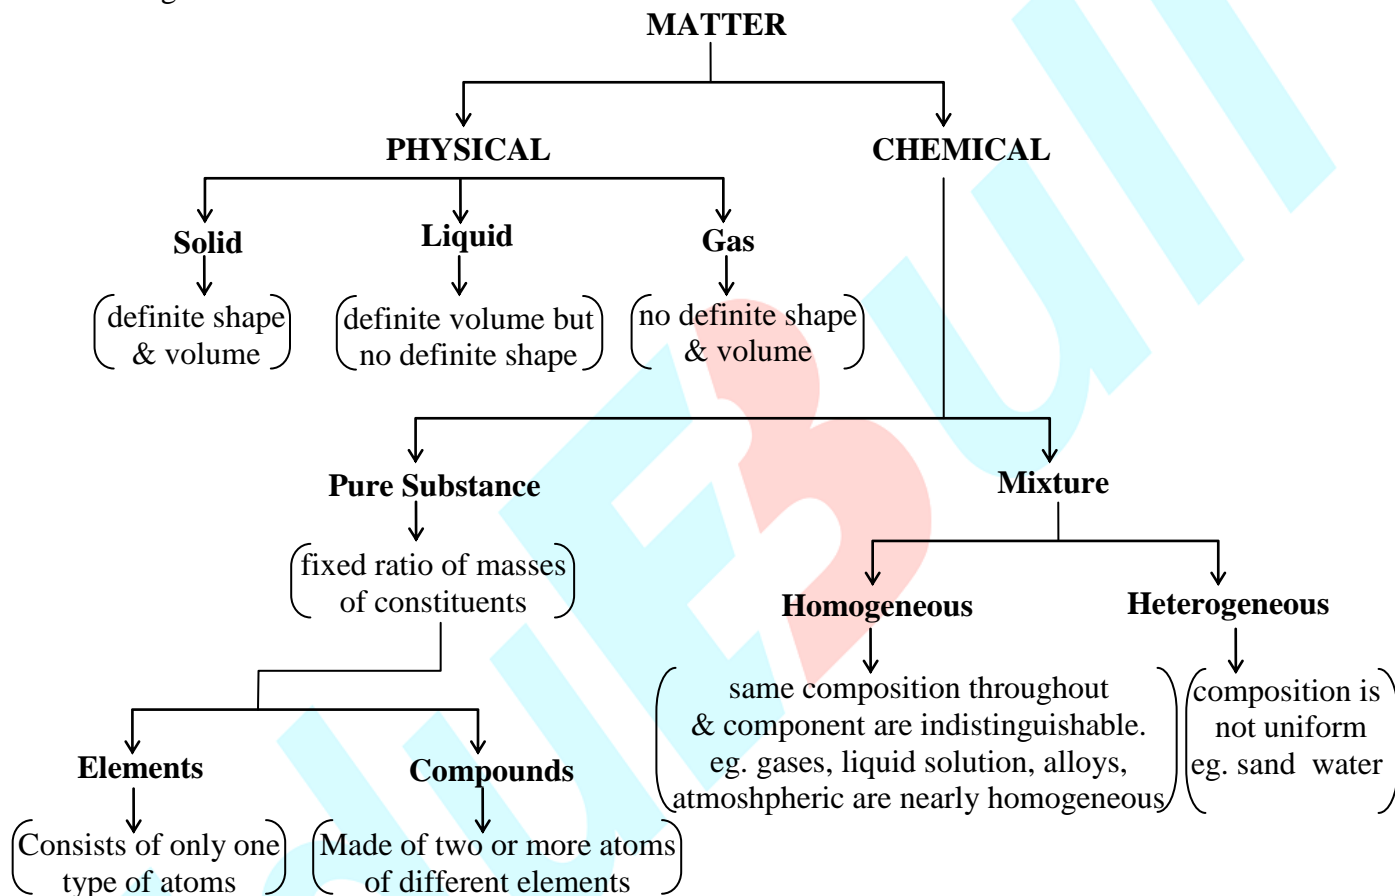 MATTER
PHYSICAL
CHEMICAL
Solid
Liquid
Gas
definite shape
& volume
definite volume but
no definite shape
no definite shape
& volume
Pure Substance
Mixture
fixed ratio of masses
of constituents
Homogeneous
Heterogeneous
same composition throughout
& component are indistinguishable.
eg. gases, liquid solution, alloys,
atmoshpheric are nearly homogeneous
composition is
not uniform
eg. sand water
Elements
Compounds
Consists of only one
type of atoms
Made of two or more atoms
of different elements